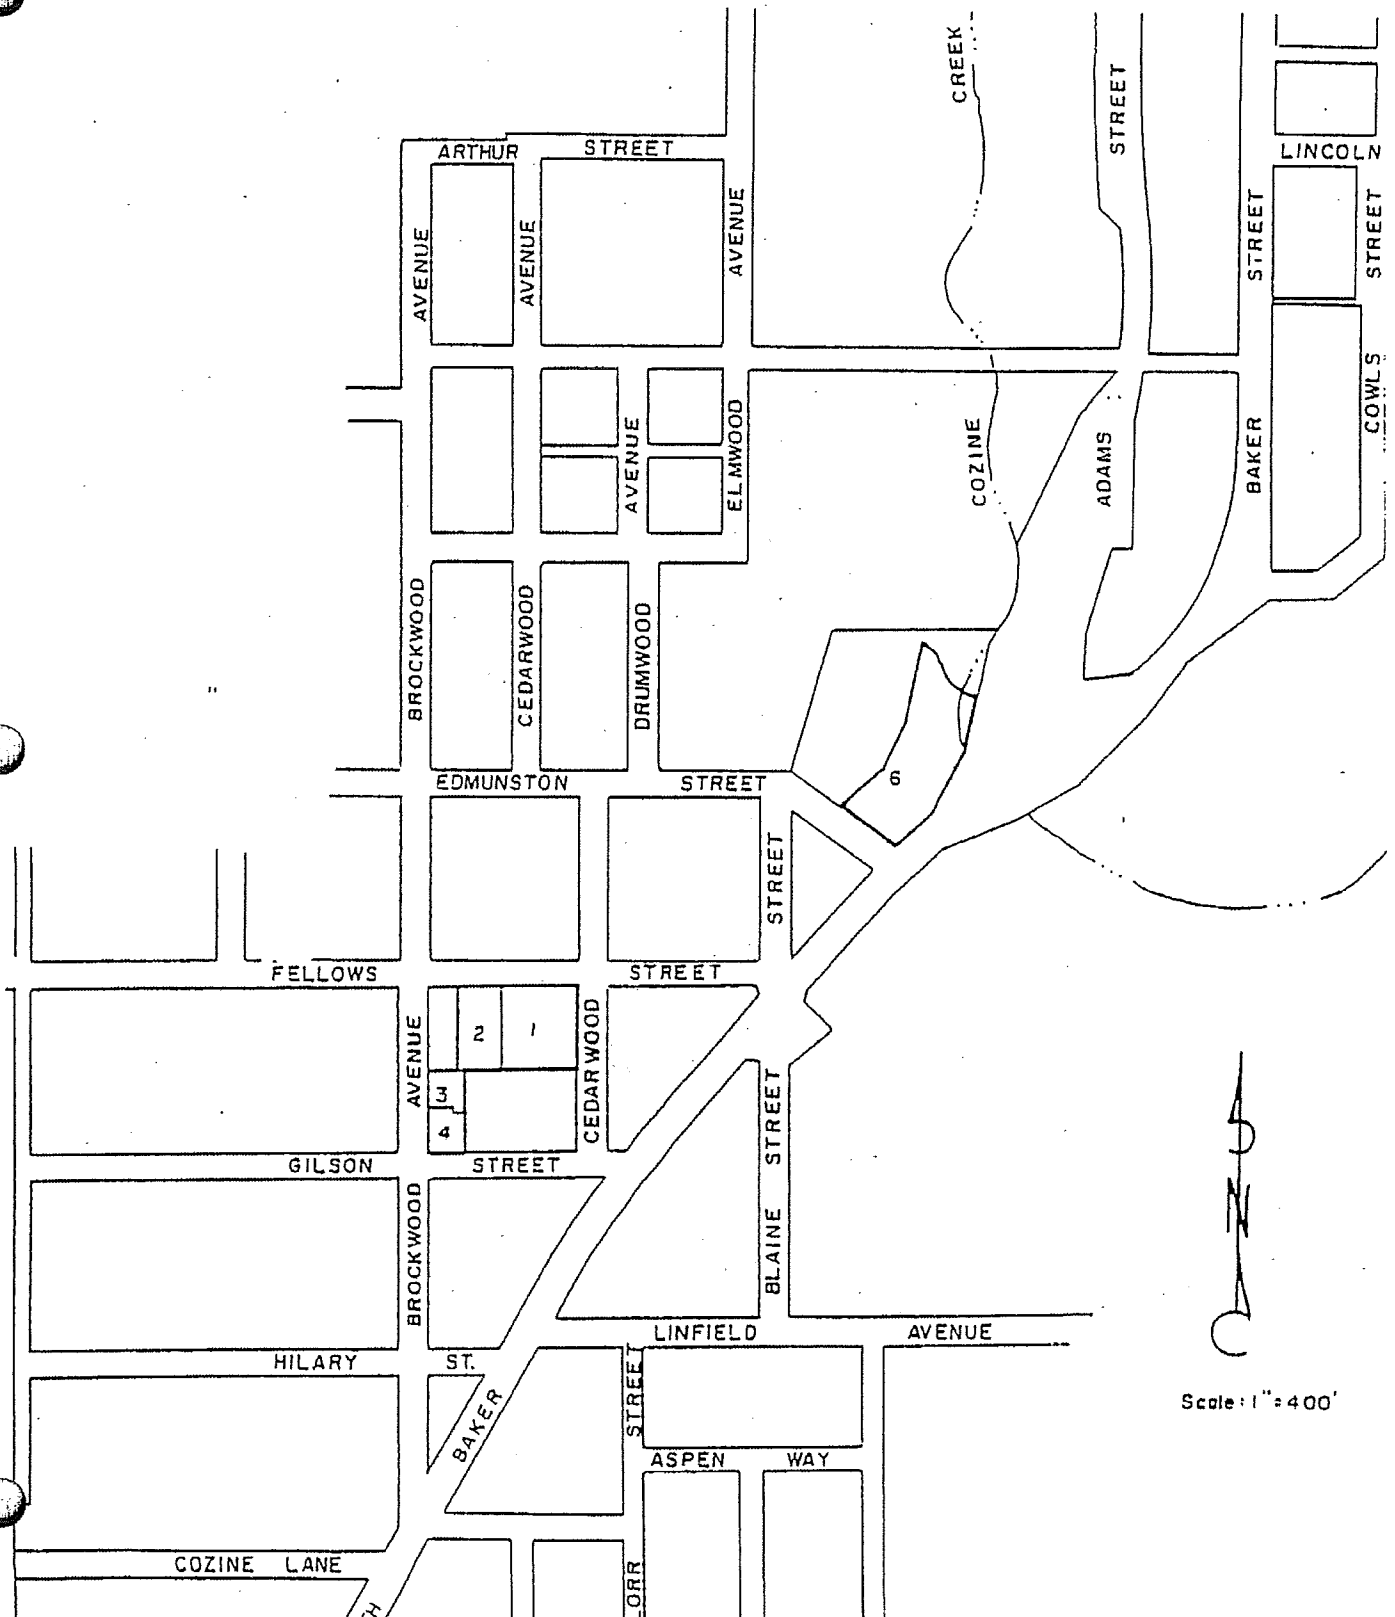 CREEK
STREET
ARTHUR STREET
LINCOLN
AVENUE
AVENUE
AVENUE
STREET
STREET
AVENUE
ELMWOOD
COZINE
ADAMS
BAKER
COWLS
BROCKWOOD
CEDARWOOD
DRUMWOOD
6
EDMUNSTON STREET
STREET
FELLOWS STREET
2 1
AVENUE
CEDARWOOD
3
4
STREET
GILSON STREET
BROCKWOOD
BLAINE
N
LINFIELD AVENUE
HILARY ST.
STREET
BAKER
Scale: 1" = 400'
ASPEN WAY
COZINE LANE